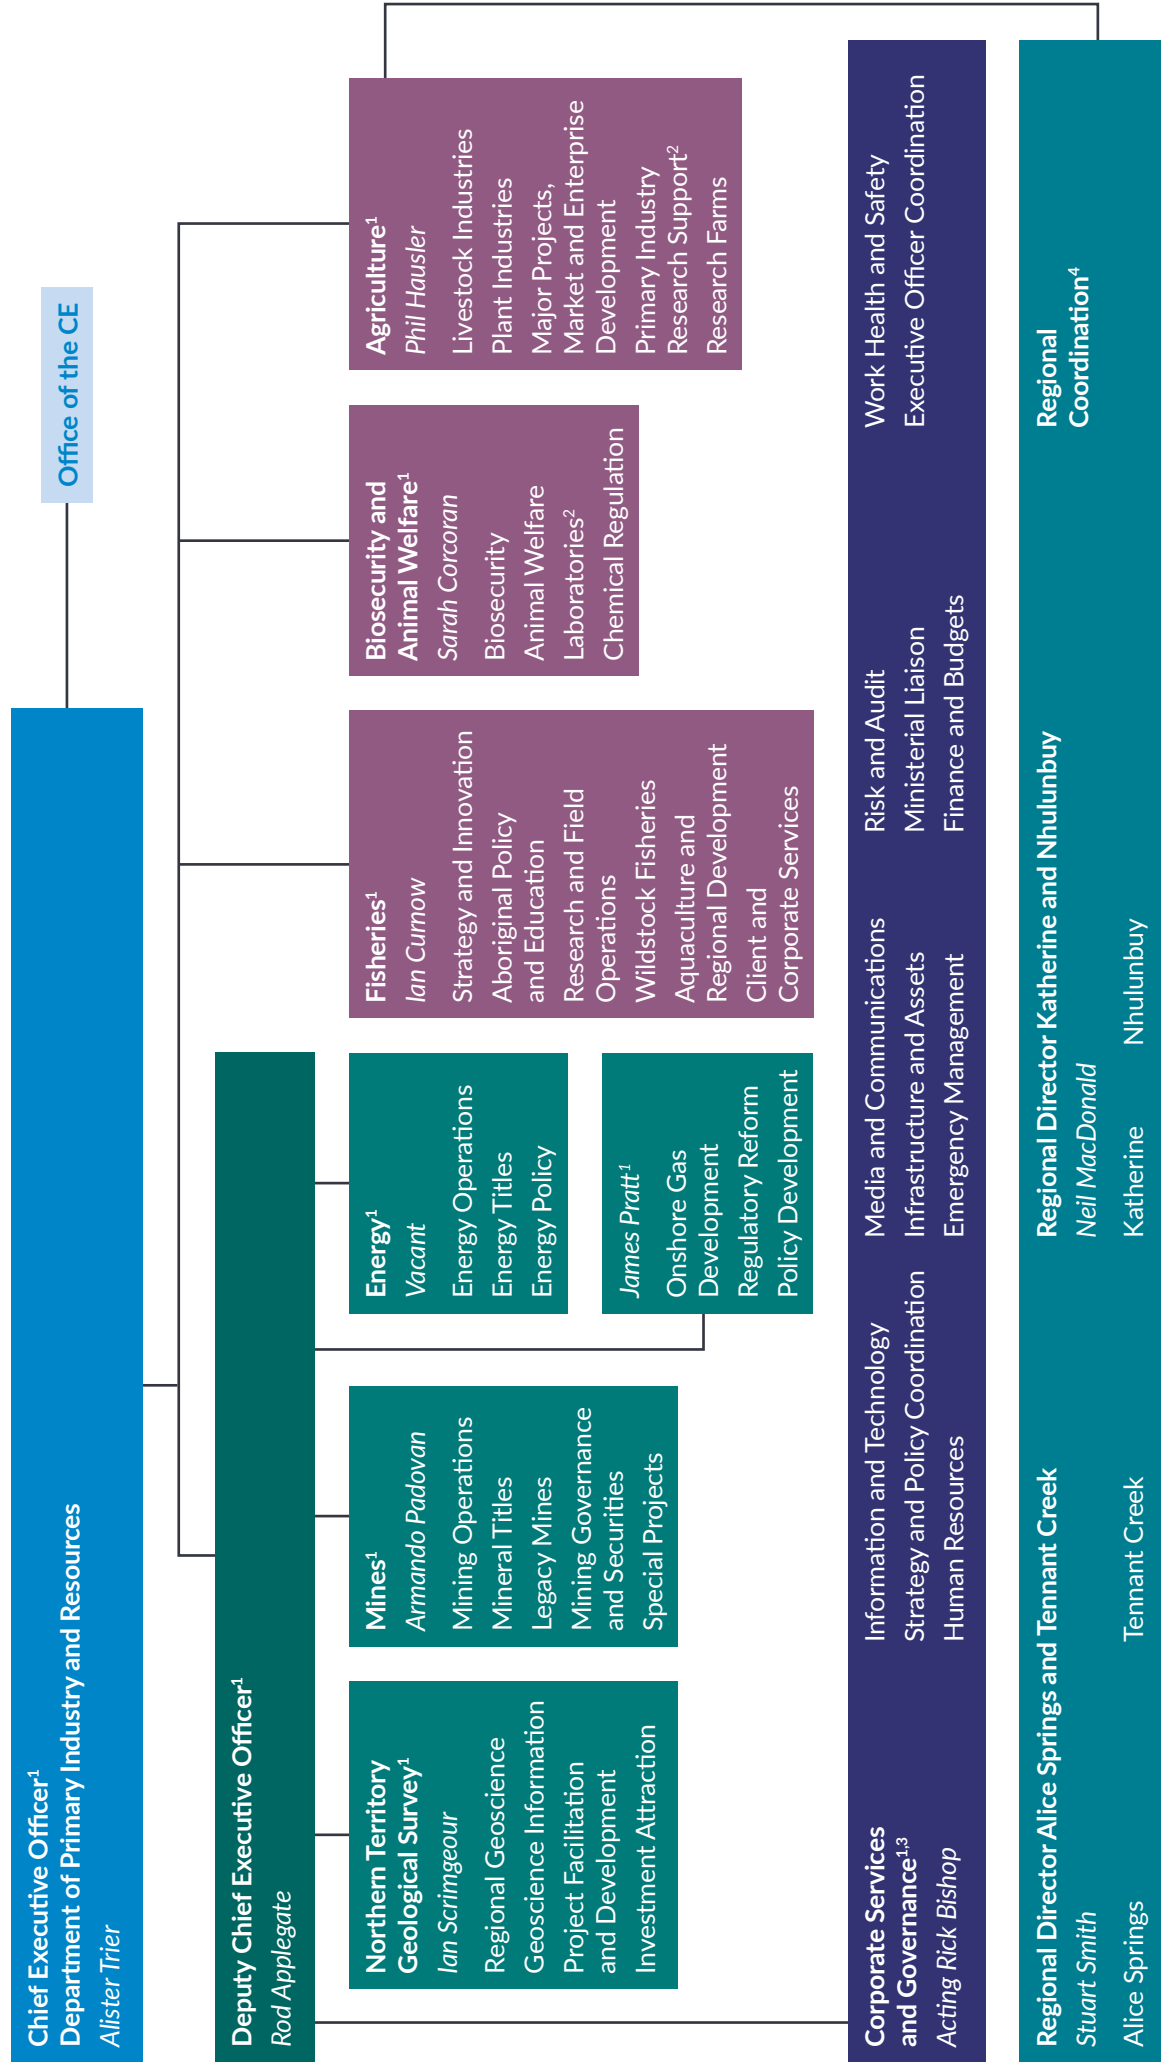 Chief Executive Officer¹
Department of Primary Industry and Resources
Alister Trier
Office of the CE
Deputy Chief Executive Officer¹
Rod Applegate
Northern Territory
Geological Survey¹
Ian Scrimgeour
Regional Geoscience
Geoscience Information
Project Facilitation
and Development
Investment Attraction
Mines¹
Armando Padovan
Mining Operations
Mineral Titles
Legacy Mines
Mining Governance
and Securities
Special Projects
Energy¹
Vacant
Energy Operations
Energy Titles
Energy Policy
James Pratt¹
Onshore Gas
Development
Regulatory Reform
Policy Development
Fisheries¹
Ian Curnow
Strategy and Innovation
Aboriginal Policy
and Education
Research and Field
Operations
Wildstock Fisheries
Aquaculture and
Regional Development
Client and
Corporate Services
Biosecurity and
Animal Welfare¹
Sarah Corcoran
Biosecurity
Animal Welfare
Laboratories²
Chemical Regulation
Agriculture¹
Phil Hausler
Livestock Industries
Plant Industries
Major Projects,
Market and Enterprise
Development
Primary Industry
Research Support²
Research Farms
Corporate Services
and Governance¹,³
Acting Rick Bishop
Information and Technology
Strategy and Policy Coordination
Human Resources
Media and Communications
Infrastructure and Assets
Emergency Management
Risk and Audit
Ministerial Liaison
Finance and Budgets
Work Health and Safety
Executive Officer Coordination
Regional Director Alice Springs and Tennant Creek
Stuart Smith
Alice Springs
Tennant Creek
Regional Director Katherine and Nhulunbuy
Neil MacDonald
Katherine
Nhulunbuy
Regional
Coordination⁴